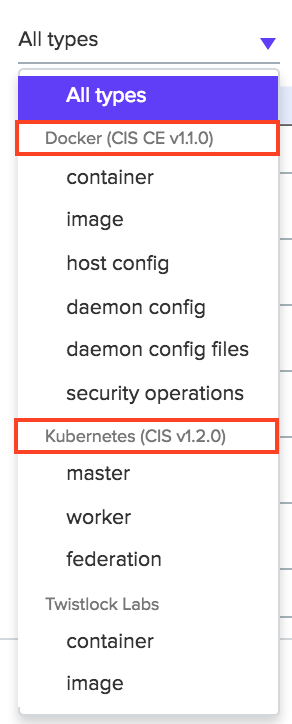 All types
All types
Docker (CIS CE v1.1.0)
container
image
host config
daemon config
daemon config files
security operations
Kubernetes (CIS v1.2.0)
master
worker
federation
Twistlock Labs
container
image